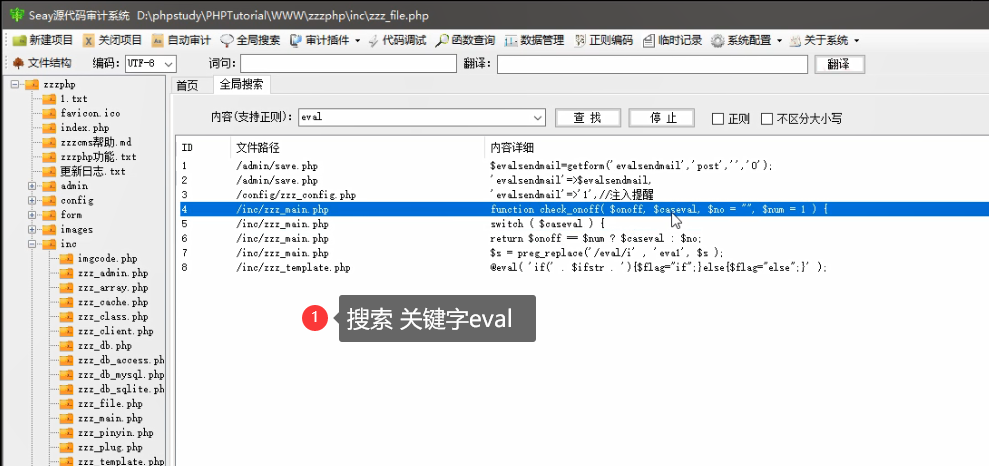 Seay源代码审计系统 D:\phpstudy\PHPTutorial\WWW\zzzphp\inc\zzz_file.php
新建项目 关闭项目 自动审计 全局搜索 审计插件 代码调试 函数查询 数据管理 正则编码 临时记录 系统配置 关于系统
文件结构 编码: UTF-8 词句: 翻译: 翻译
首页 全局搜索
内容(支持正则): eval 查 找 停 止 正则 不区分大小写
ID 文件路径 内容详细
1 /admin/save.php $evalsendmail=getform('evalsendmail','post','','0');
2 /admin/save.php 'evalsendmail'=>$evalsendmail,
3 /config/zzz_config.php 'evalsendmail'=>'1',//注入提醒
4 /inc/zzz_main.php function check_onoff( $onoff, $caseval, $no = "", $num = 1 ) {
5 /inc/zzz_main.php switch ( $caseval ) {
6 /inc/zzz_main.php return $onoff == $num ? $caseval : $no;
7 /inc/zzz_main.php $s = preg_replace('/eval/i' , 'eva1', $s );
8 /inc/zzz_template.php @eval( 'if(' . $ifstr . '){$flag="if";}else{$flag="else";}' );
zzzphp
1.txt
favicon.ico
index.php
zzzcms帮助.md
zzzphp功能.txt
更新日志.txt
admin
config
form
images
inc
imgcode.php
zzz_admin.php
zzz_array.php
zzz_cache.php
zzz_class.php
zzz_client.php
zzz_db.php
zzz_db_access.ph
zzz_db_mysql.php
zzz_db_sqlite.ph
zzz_file.php
zzz_main.php
zzz_pinyin.php
zzz_plug.php
zzz_template.php
1 搜索 关键字eval